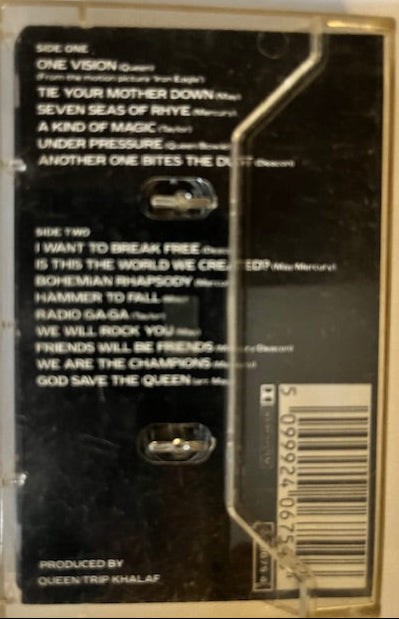 SIDE ONE
ONE VISION (Queen)
(From the motion picture 'Iron Eagle')
TIE YOUR MOTHER DOWN (May)
SEVEN SEAS OF RHYE (Mercury)
A KIND OF MAGIC (Taylor)
UNDER PRESSURE (Queen Bowie)
ANOTHER ONE BITES THE (Deacon)
SIDE TWO
I WANT TO BREAK FREE
IS THIS THE WORLD WE (May Mercury)
BOHEMIAN RHAPSODY
HAMMER TO FALL (May)
RADIO GA-GA (Taylor)
WE WILL ROCK YOU (May)
FRIENDS WILL BE FRIENDS
WE ARE THE CHAMPIONS
GOD SAVE THE QUEEN
PRODUCED BY
QUEEN TRIP KHALAF
5 099924 0675